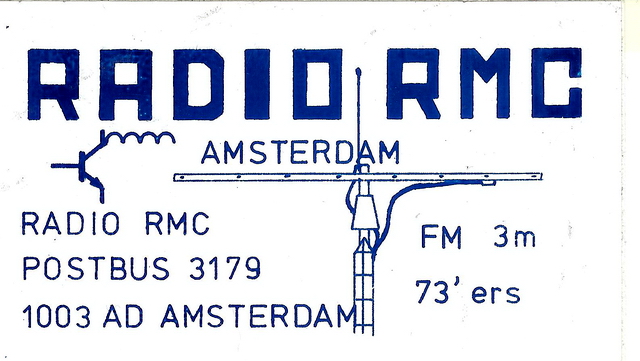 RADIO RMC
AMSTERDAM
RADIO RMC
POSTBUS 3179
1003 AD AMSTERDAM
FM 3m
73' ers